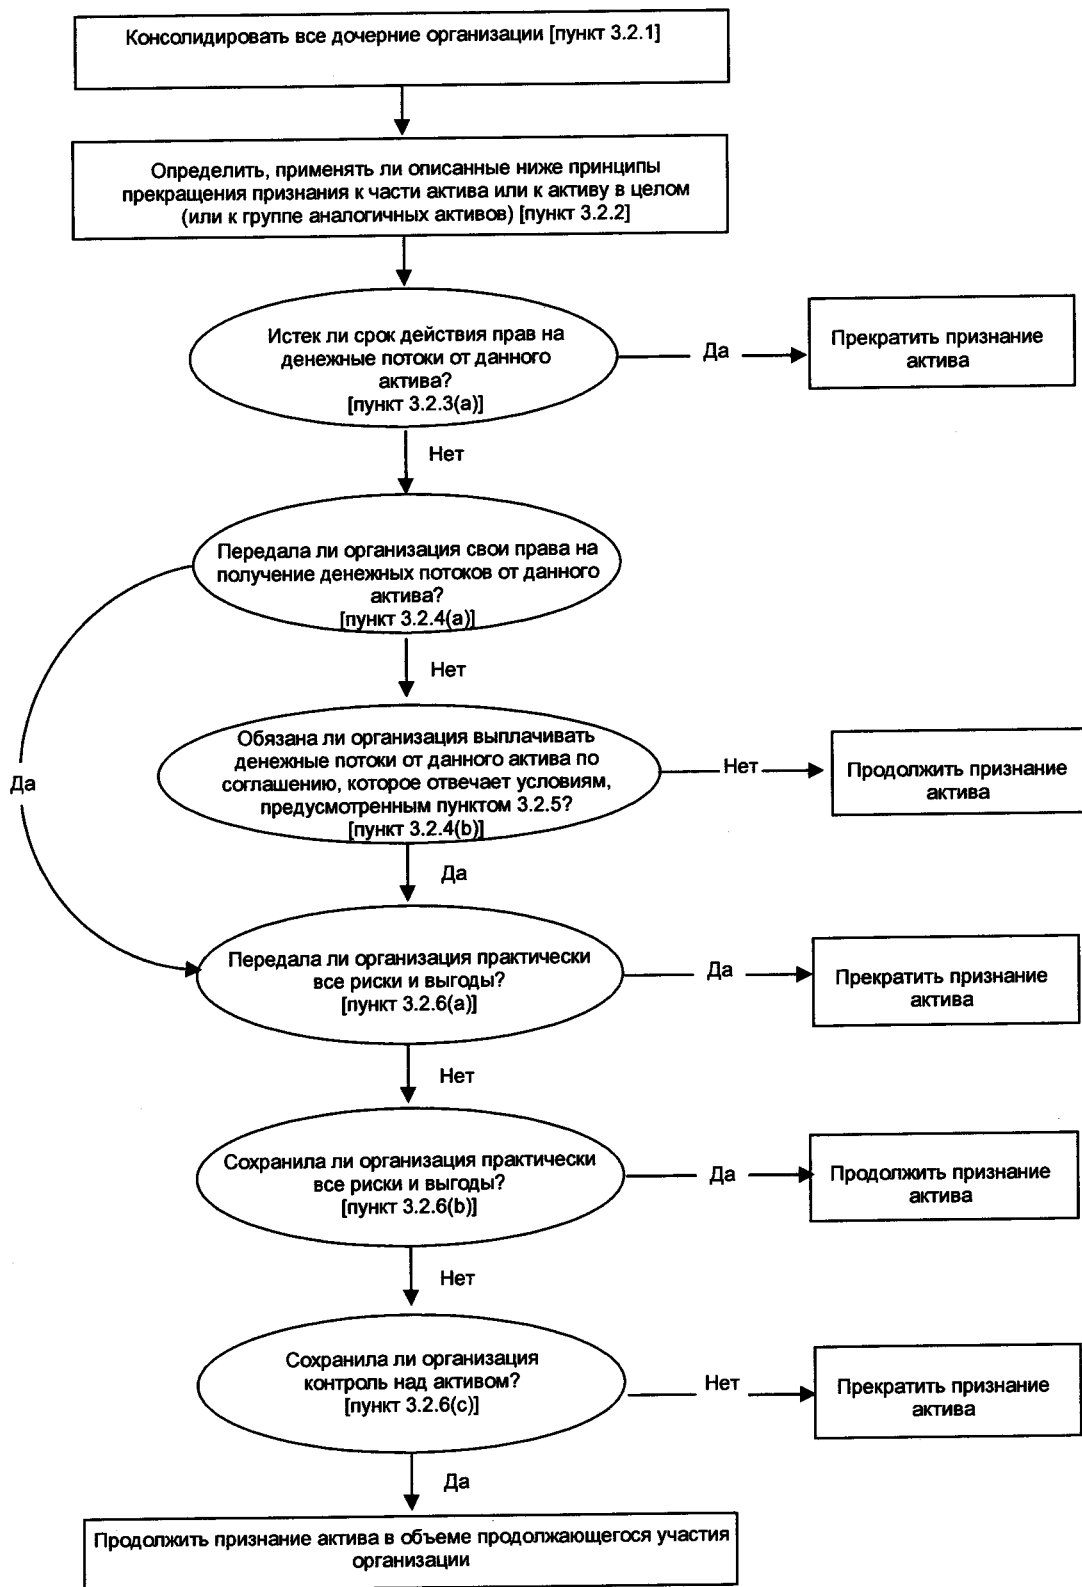 Консолидировать все дочерние организации [пункт 3.2.1]
Определить, применять ли описанные ниже принципы
прекращения признания к части актива или к активу в целом
(или к группе аналогичных активов) [пункт 3.2.2]
Истек ли срок действия прав на
денежные потоки от данного
актива?
[пункт 3.2.3(a)]
Да
Прекратить признание
актива
Нет
Передала ли организация свои права на
получение денежных потоков от данного
актива?
[пункт 3.2.4(a)]
Нет
Да
Обязана ли организация выплачивать
денежные потоки от данного актива по
соглашению, которое отвечает условиям,
предусмотренным пунктом 3.2.5?
[пункт 3.2.4(b)]
Нет
Продолжить признание
актива
Да
Передала ли организация практически
все риски и выгоды?
[пункт 3.2.6(a)]
Да
Прекратить признание
актива
Нет
Сохранила ли организация практически
все риски и выгоды?
[пункт 3.2.6(b)]
Да
Продолжить признание
актива
Нет
Сохранила ли организация
контроль над активом?
[пункт 3.2.6(c)]
Нет
Прекратить признание
актива
Да
Продолжить признание актива в объеме продолжающегося участия
организации